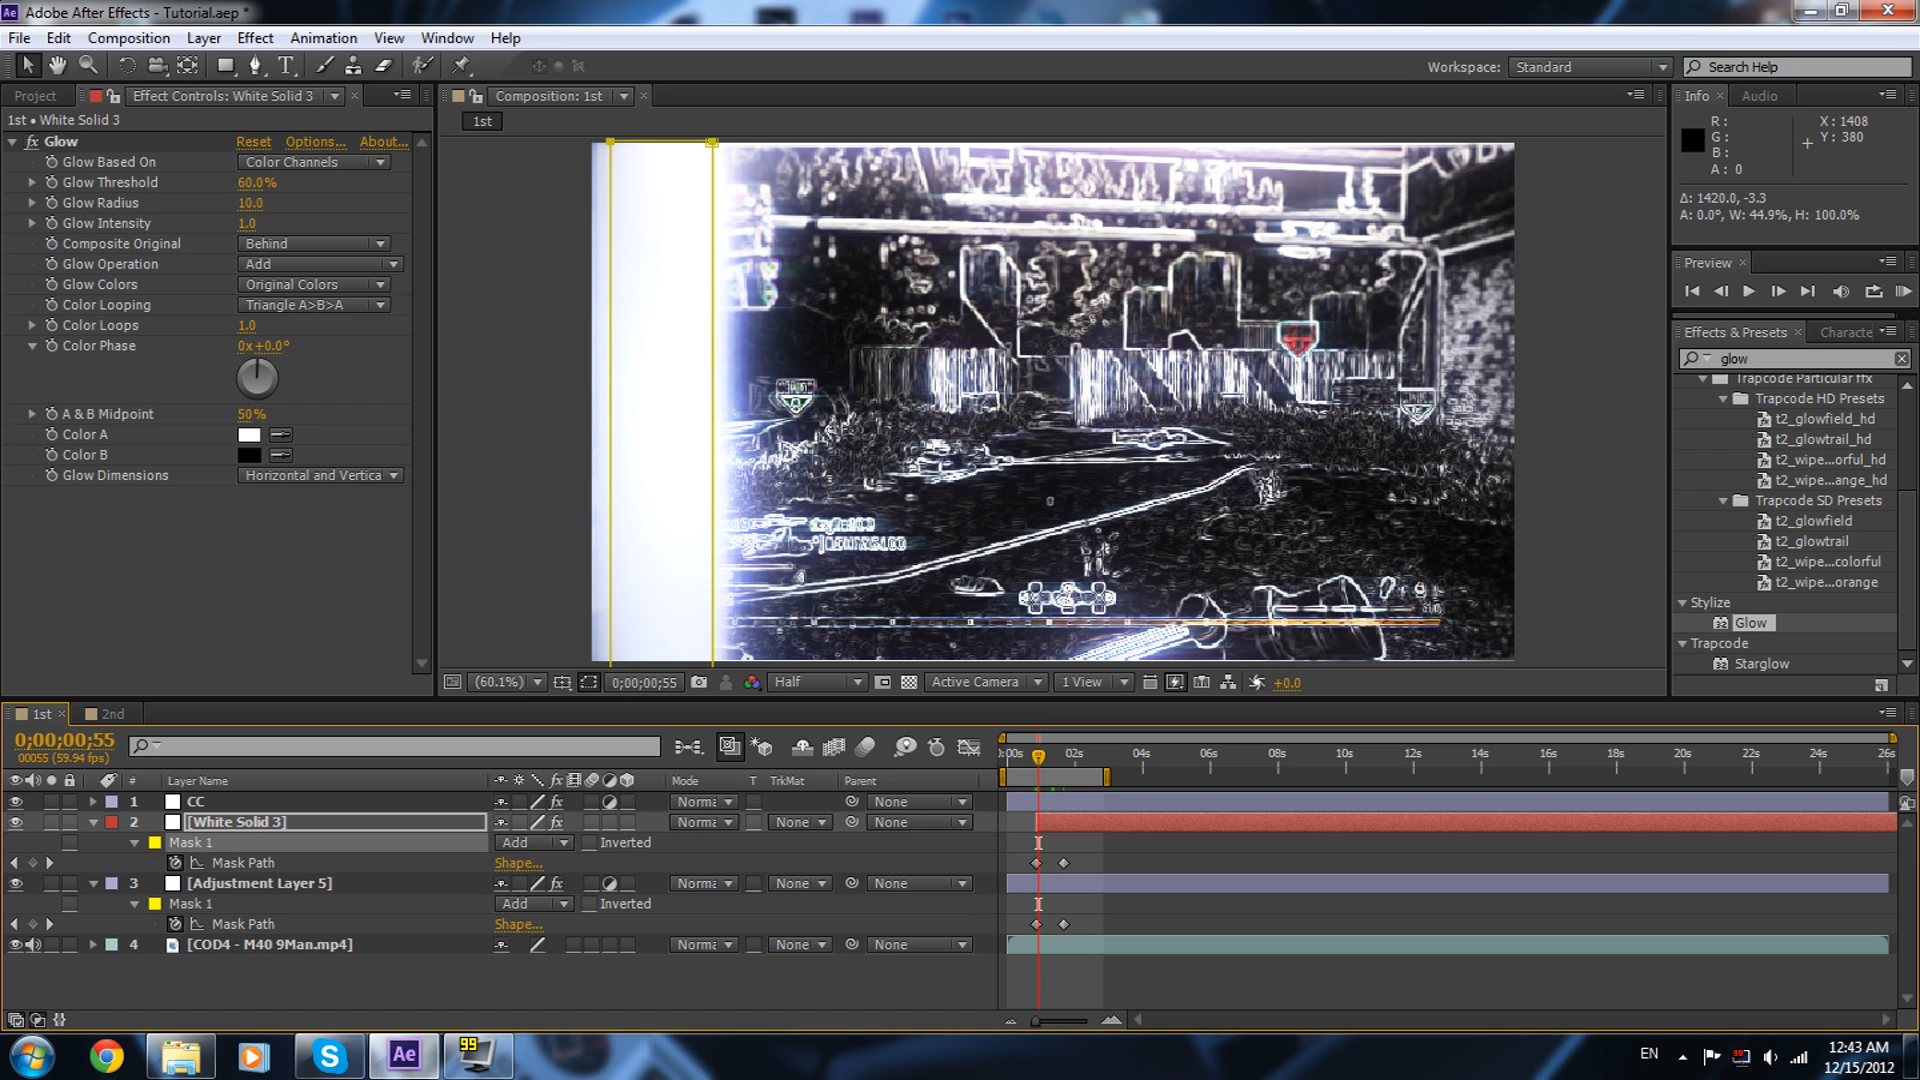 Ae Adobe After Effects - Tutorial.aep *
File Edit Composition Layer Effect Animation View Window Help
Workspace: Standard Search Help
Project Effect Controls: White Solid 3
Composition: 1st
Info Audio
1st • White Solid 3
1st
fx Glow Reset Options... About...
Glow Based On Color Channels
Glow Threshold 60.0%
Glow Radius 10.0
Glow Intensity 1.0
Composite Original Behind
Glow Operation Add
Glow Colors Original Colors
Color Looping Triangle A>B>A
Color Loops 1.0
Color Phase 0x+0.0°
A & B Midpoint 50%
Color A
Color B
Glow Dimensions Horizontal and Vertica
R: X: 1408
G: Y: 380
B:
A: 0
Δ: 1420.0, -3.3
A: 0.0°, W: 44.9%, H: 100.0%
Preview
Effects & Presets Characte
glow
Trapcode Particular ffx
Trapcode HD Presets
t2_glowfield_hd
t2_glowtrail_hd
t2_wipe...orful_hd
t2_wipe...ange_hd
Trapcode SD Presets
t2_glowfield
t2_glowtrail
t2_wipe...colorful
t2_wipe...orange
Stylize
Glow
Trapcode
Starglow
(60.1%) 0;00;00;55 Half Active Camera 1 View +0.0
1st 2nd
0;00;00;55
00055 (59.94 fps)
:00s 02s 04s 06s 08s 10s 12s 14s 16s 18s 20s 22s 24s 26s
# Layer Name fx Mode T TrkMat Parent
1 CC fx Norma None
2 [White Solid 3] fx Norma None None
Mask 1 Add Inverted
Mask Path Shape...
3 [Adjustment Layer 5] fx Norma None None
Mask 1 Add Inverted
Mask Path Shape...
4 [COD4 - M40 9Man.mp4] Norma None None
Ae 99 EN 12:43 AM
12/15/2012